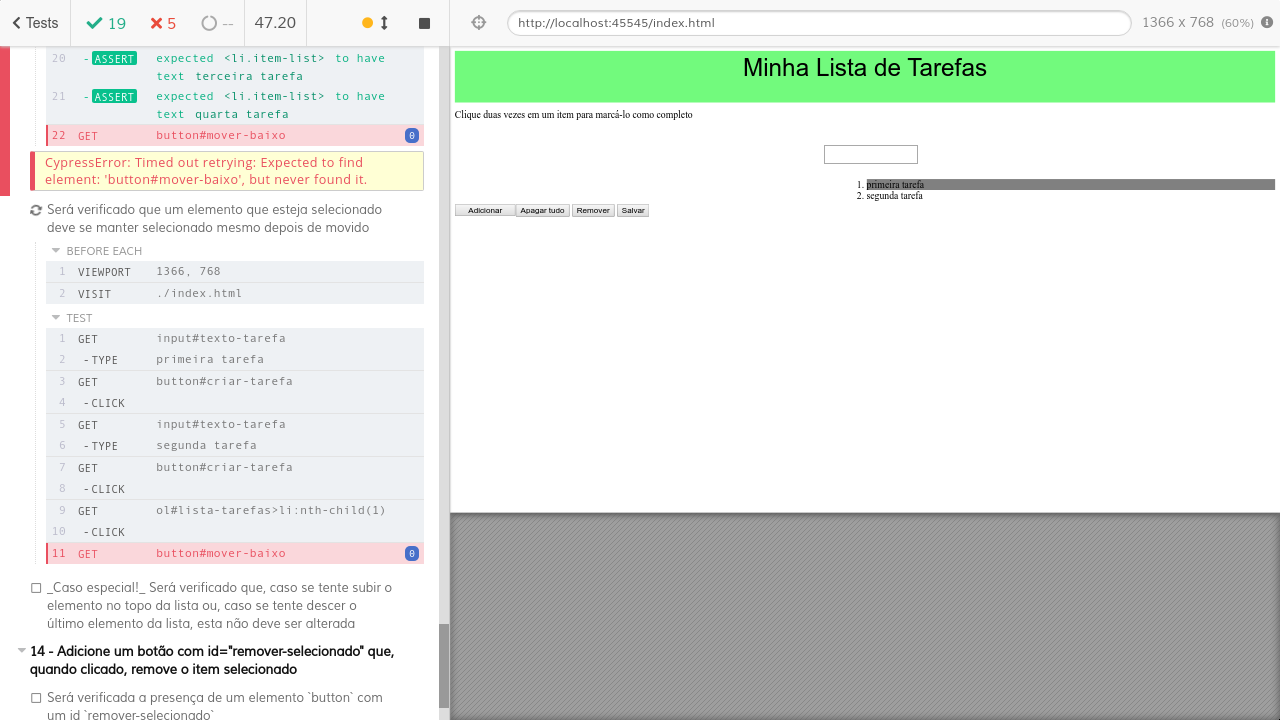 Tests 19 5 -- 47.20
http://localhost:45545/index.html 1366 x 768 (60%)
20 - ASSERT expected <li.item-list> to have
text terceira tarefa
21 - ASSERT expected <li.item-list> to have
text quarta tarefa
22 GET button#mover-baixo 0
CypressError: Timed out retrying: Expected to find
element: 'button#mover-baixo', but never found it.
Será verificado que um elemento que esteja selecionado
deve se manter selecionado mesmo depois de movido
BEFORE EACH
1 VIEWPORT 1366, 768
2 VISIT ./index.html
TEST
1 GET input#texto-tarefa
2 - TYPE primeira tarefa
3 GET button#criar-tarefa
4 - CLICK
5 GET input#texto-tarefa
6 - TYPE segunda tarefa
7 GET button#criar-tarefa
8 - CLICK
9 GET ol#lista-tarefas>li:nth-child(1)
10 - CLICK
11 GET button#mover-baixo 0
_Caso especial!_ Será verificado que, caso se tente subir o
elemento no topo da lista ou, caso se tente descer o
último elemento da lista, esta não deve ser alterada
14 - Adicione um botão com id="remover-selecionado" que,
quando clicado, remove o item selecionado
Será verificada a presença de um elemento `button` com
um id `remover-selecionado`
Minha Lista de Tarefas
Clique duas vezes em um item para marcá-lo como completo
1. primeira tarefa
2. segunda tarefa
Adicionar Apagar tudo Remover Salvar